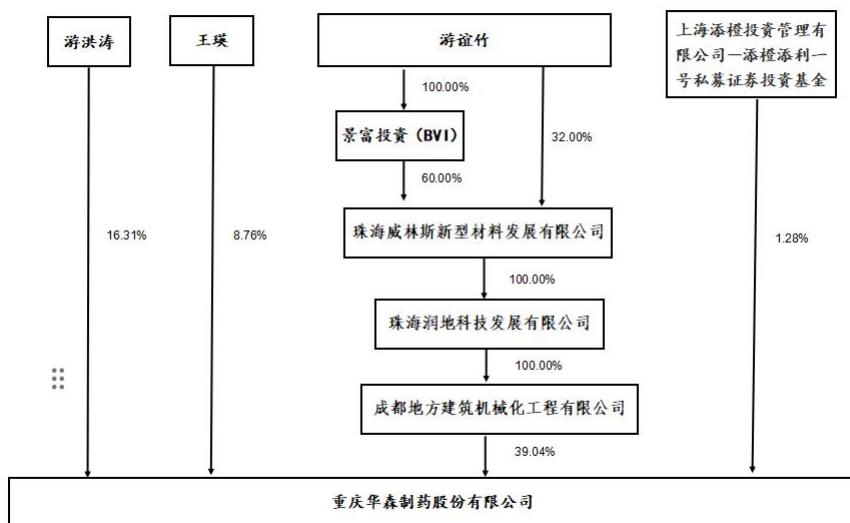 游洪涛
王瑛
游谊竹
上海添橙投资管理有
限公司—添橙添利一
号私募证券投资基金
100.00%
景富投资（BVI）
32.00%
60.00%
珠海威林斯新型材料发展有限公司
16.31%
8.76%
1.28%
100.00%
珠海润地科技发展有限公司
100.00%
成都地方建筑机械化工程有限公司
39.04%
重庆华森制药股份有限公司